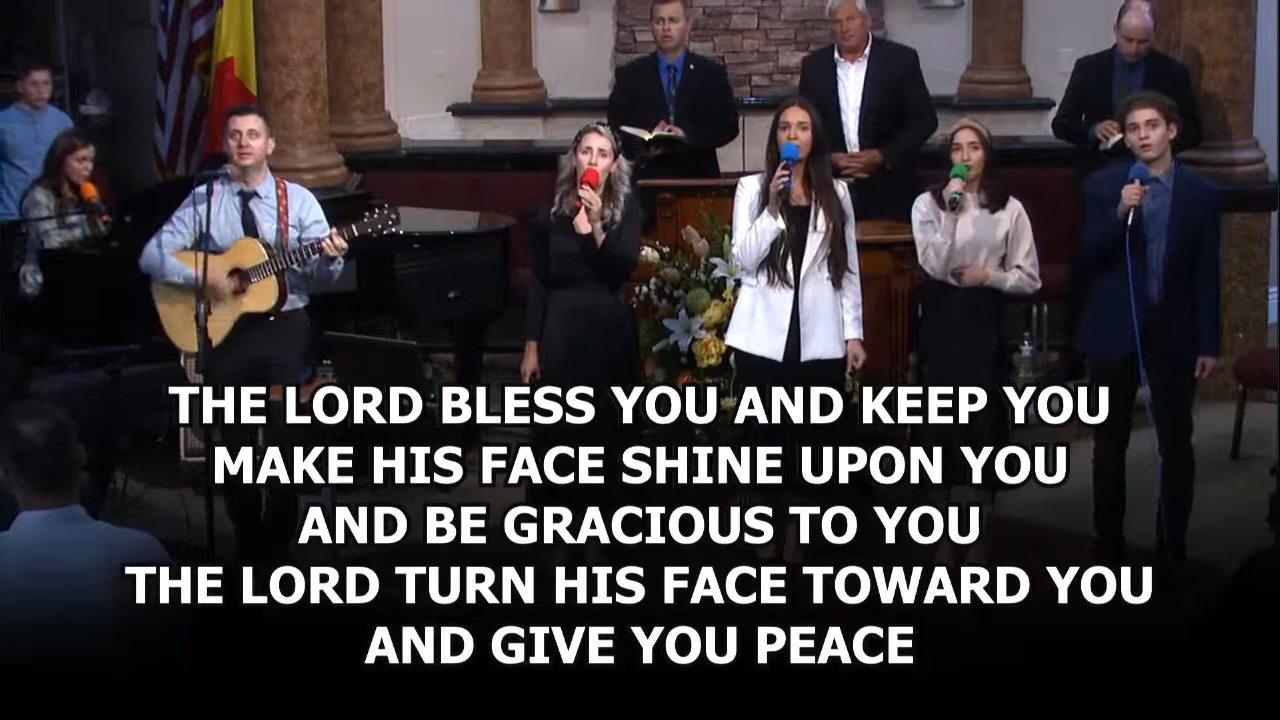 THE LORD BLESS YOU AND KEEP YOU
MAKE HIS FACE SHINE UPON YOU
AND BE GRACIOUS TO YOU
THE LORD TURN HIS FACE TOWARD YOU
AND GIVE YOU PEACE